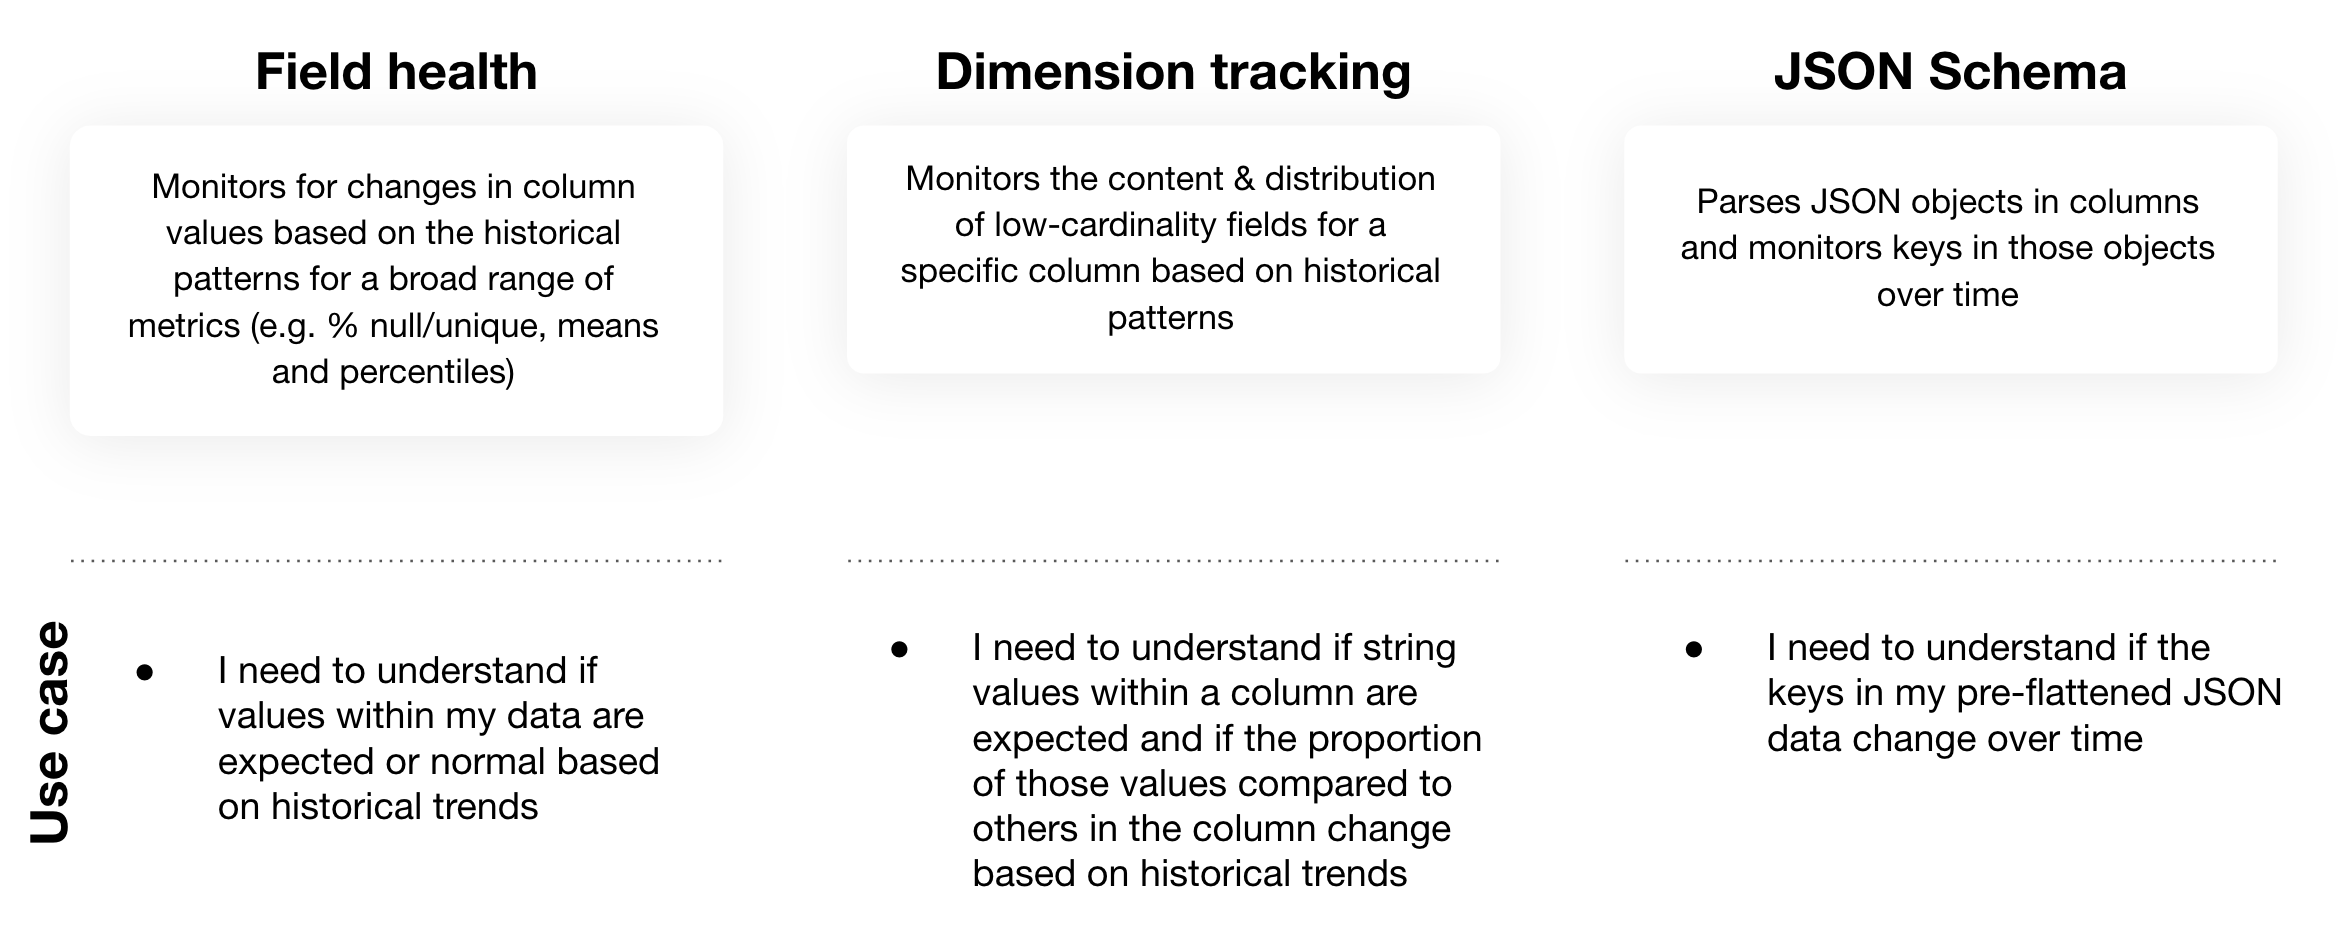 Field health
Monitors for changes in column
values based on the historical
patterns for a broad range of
metrics (e.g. % null/unique, means
and percentiles)
Dimension tracking
Monitors the content & distribution
of low-cardinality fields for a
specific column based on historical
patterns
JSON Schema
Parses JSON objects in columns
and monitors keys in those objects
over time
Use case
● I need to understand if
values within my data are
expected or normal based
on historical trends
● I need to understand if string
values within a column are
expected and if the proportion
of those values compared to
others in the column change
based on historical trends
● I need to understand if the
keys in my pre-flattened JSON
data change over time